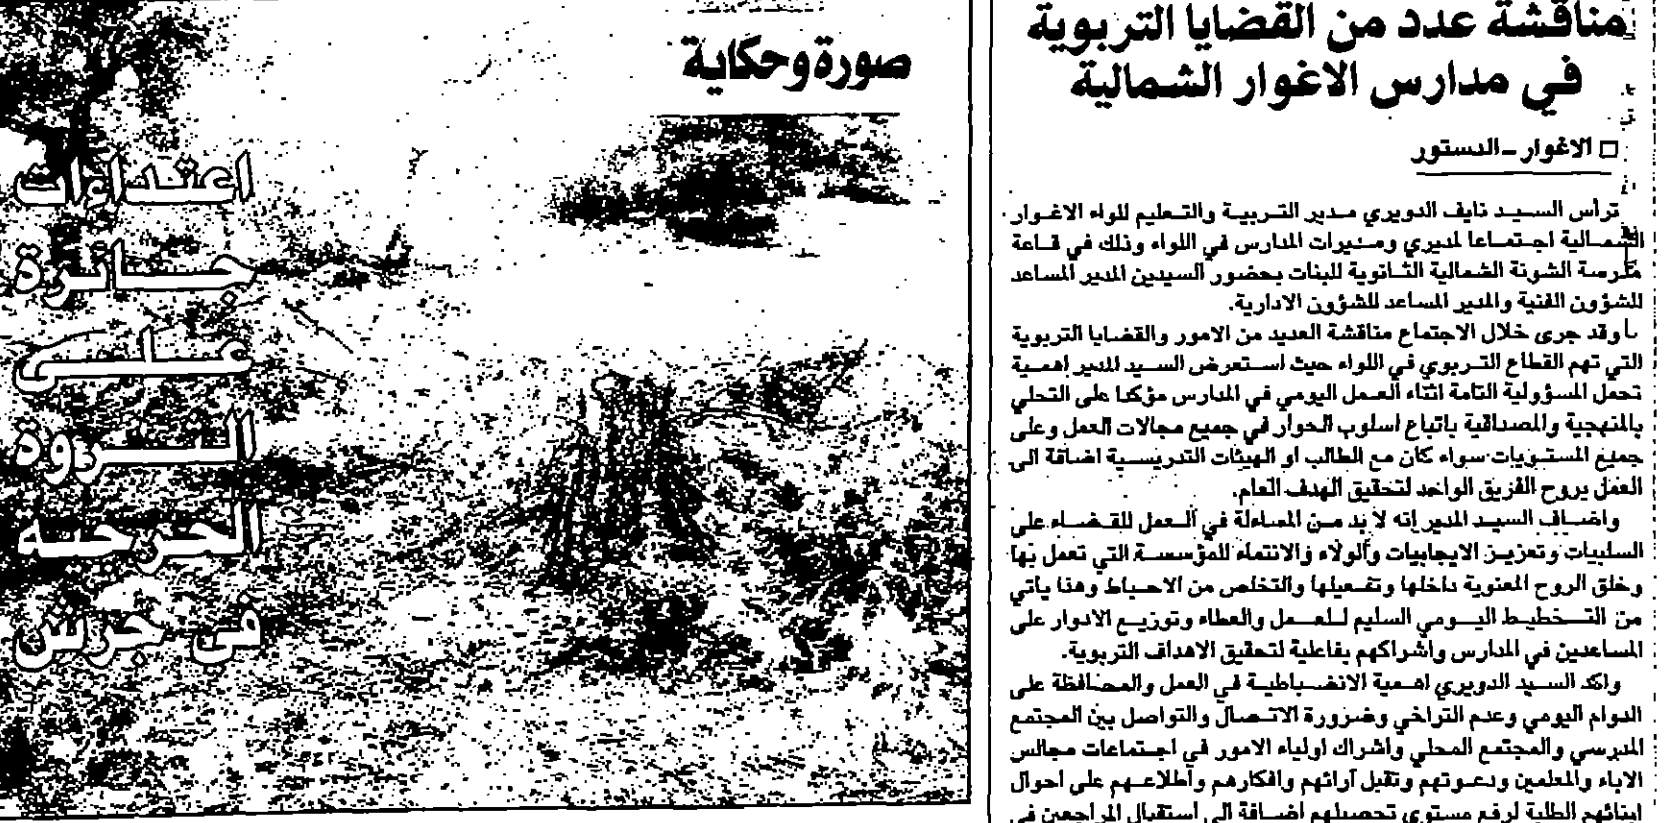 مناقشة عدد من القضايا التربوية
في مدارس الاغوار الشمالية
□ الاغوار ـ الدستور
ترأس السيد نايف الدويري مدير التربية والتعليم للواء الاغوار
الشمالية اجتماعا لمديري ومديرات المدارس في اللواء وذلك في قاعة
مدرسة الشونة الشمالية الثانوية للبنات بحضور السيدين المدير المساعد
للشؤون الفنية والمدير المساعد للشؤون الادارية.
وقد جرى خلال الاجتماع مناقشة العديد من الامور والقضايا التربوية
التي تهم القطاع التربوي في اللواء حيث استعرض السيد المدير اهمية
تحمل المسؤولية التامة اثناء العمل اليومي في المدارس مؤكدا على التحلي
بالمنهجية والمصداقية باتباع اسلوب الحوار في جميع مجالات العمل وعلى
جميع المستويات سواء كان مع الطالب او الهيئات التدريسية اضافة الى
العمل بروح الفريق الواحد لتحقيق الهدف العام.
واضاف السيد المدير انه لا بد من المساءلة في العمل للقضاء على
السلبيات وتعزيز الايجابيات والولاء والانتماء للمؤسسة التي تعمل بها
وخلق الروح المعنوية داخلها وتفعيلها والتخلص من الاحباط وهذا ياتي
من التخطيط اليومي السليم للعمل والعطاء وتوزيع الادوار على
المساعدين في المدارس واشراكهم بفاعلية لتحقيق الاهداف التربوية.
واكد السيد الدويري اهمية الانضباطية في العمل والمحافظة على
الدوام اليومي وعدم التراخي وضرورة الاتصال والتواصل بين المجتمع
المدرسي والمجتمع المحلي واشراك اولياء الامور في اجتماعات مجالس
الاباء والمعلمين ودعوتهم وتقبل آرائهم وافكارهم وأطلاعهم على احوال
ابنائهم الطلبة لرفع مستوى تحصيلهم اضافة الى استقبال المراجعين في
صورة وحكاية
اعتداءات
جائرة
على
الثروة
الحرجية
في جرش